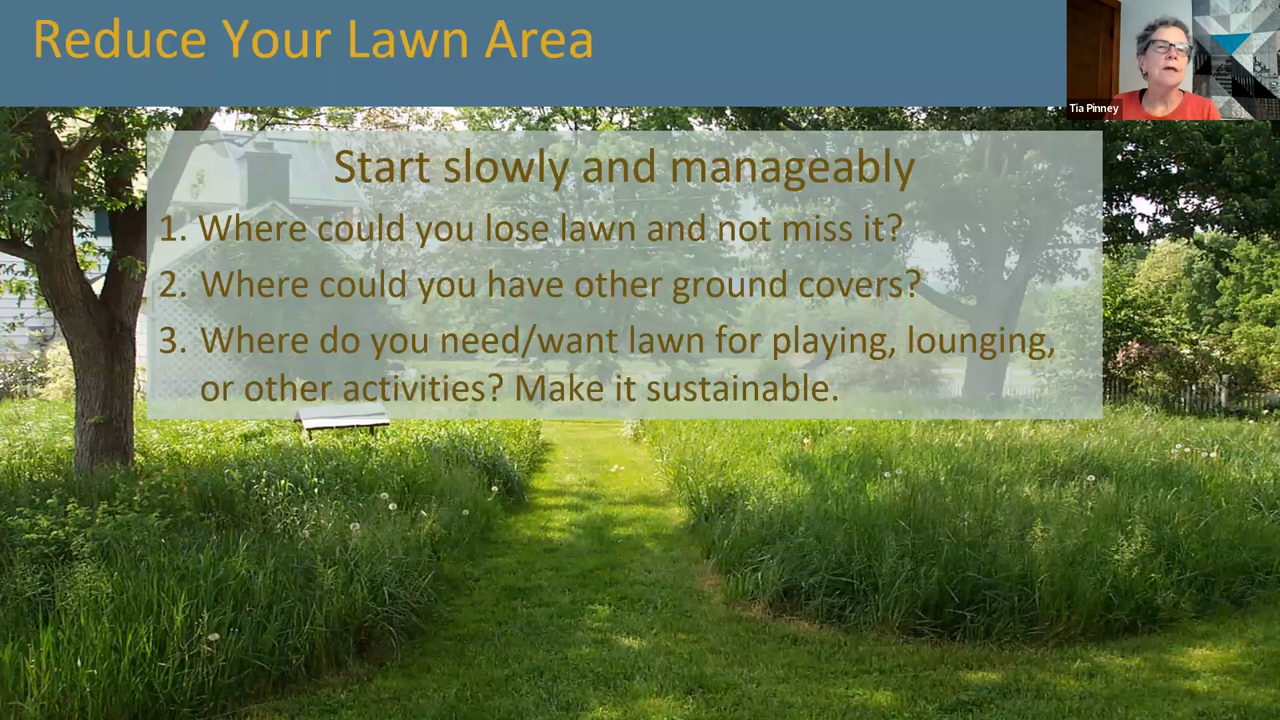 Reduce Your Lawn Area
Tia Pinney
Start slowly and manageably
1. Where could you lose lawn and not miss it?
2. Where could you have other ground covers?
3. Where do you need/want lawn for playing, lounging,
or other activities? Make it sustainable.